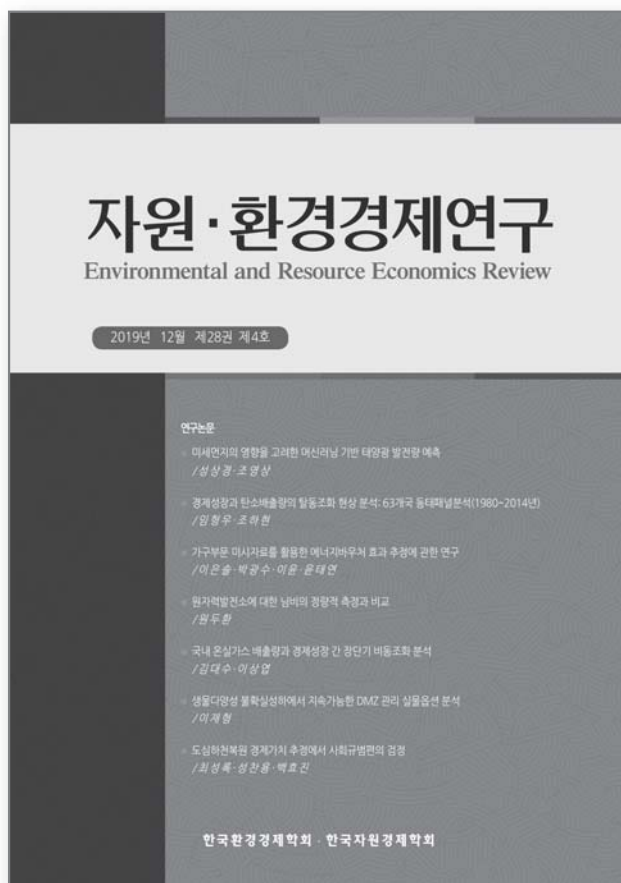 자원·환경경제연구
Environmental and Resource Economics Review
2019년 12월 제28권 제4호
연구논문
미세먼지의 영향을 고려한 머신러닝 기반 태양광 발전량 예측
/성상경·조영상
경제성장과 탄소배출량의 탈동조화 현상 분석: 63개국 동태패널분석(1980~2014년)
/임형우·조하현
가구부문 미시자료를 활용한 에너지바우처 효과 추정에 관한 연구
/이은솔·박광수·이윤·윤태연
원자력발전소에 대한 님비의 정량적 측정과 비교
/원두환
국내 온실가스 배출량과 경제성장 간 장단기 비동조화 분석
/김대수·이상엽
생물다양성 불확실성하에서 지속가능한 DMZ 관리 실물옵션 분석
/이재형
도심하천복원 경제가치 추정에서 사회규범편의 검정
/최성록·성찬용·백효진
한국환경경제학회·한국자원경제학회